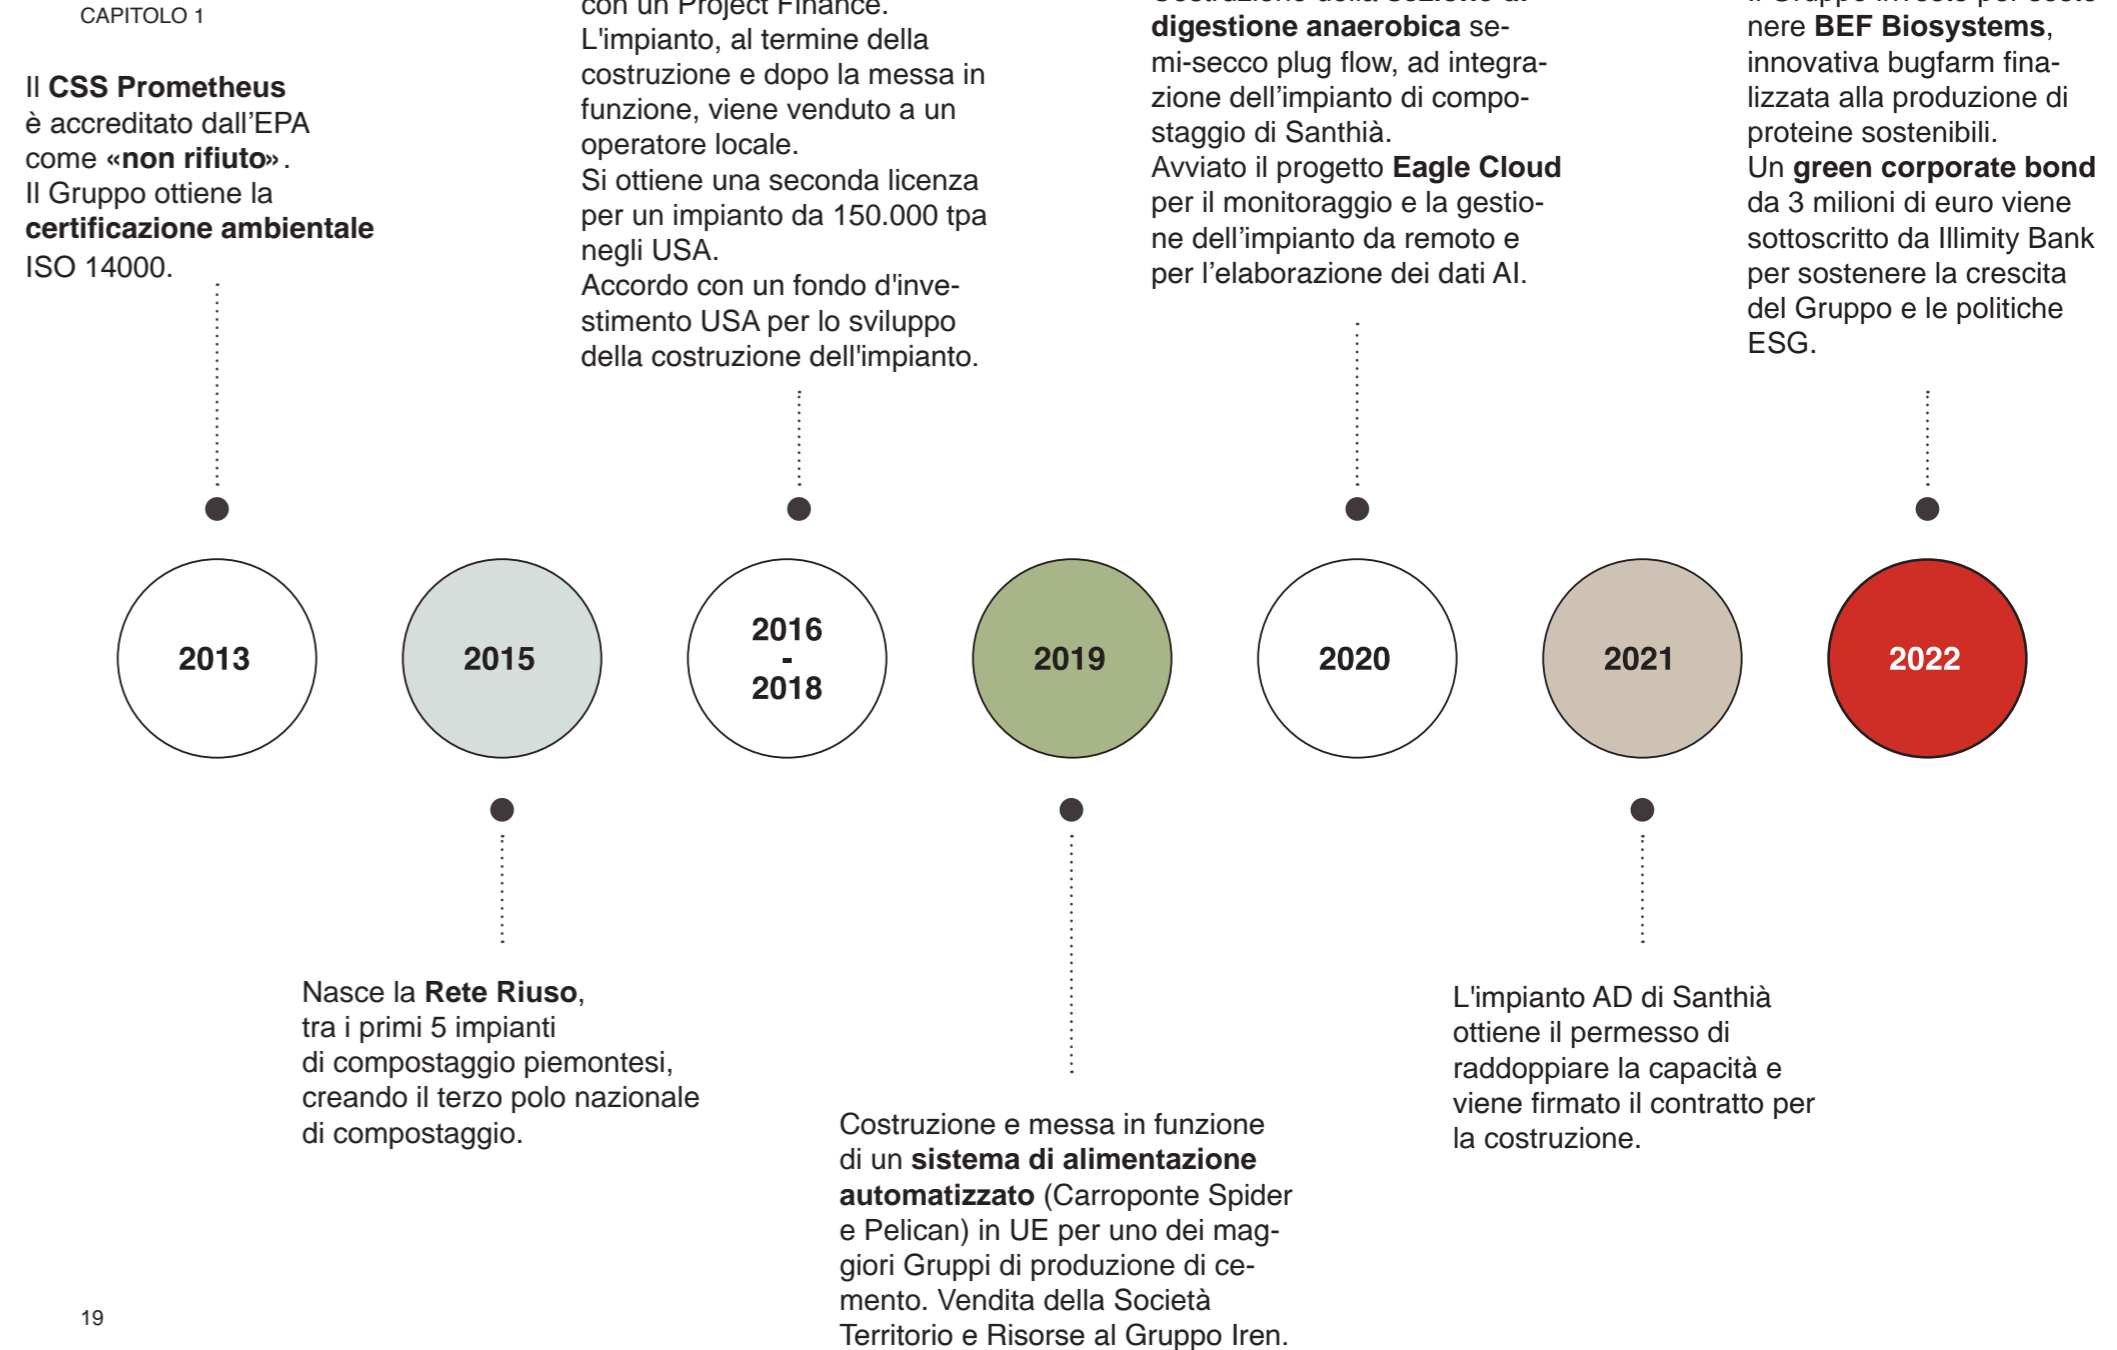 CAPITOLO 1
Il CSS Prometheus
è accreditato dall’EPA
come «non rifiuto».
Il Gruppo ottiene la
certificazione ambientale
ISO 14000.
con un Project Finance.
L'impianto, al termine della
costruzione e dopo la messa in
funzione, viene venduto a un
operatore locale.
Si ottiene una seconda licenza
per un impianto da 150.000 tpa
negli USA.
Accordo con un fondo d'inve-
stimento USA per lo sviluppo
della costruzione dell'impianto.
Costruzione della sezione di
digestione anaerobica se-
mi-secco plug flow, ad integra-
zione dell’impianto di compo-
staggio di Santhià.
Avviato il progetto Eagle Cloud
per il monitoraggio e la gestio-
ne dell’impianto da remoto e
per l’elaborazione dei dati AI.
Il Gruppo investe per soste-
nere BEF Biosystems,
innovativa bugfarm fina-
lizzata alla produzione di
proteine sostenibili.
Un green corporate bond
da 3 milioni di euro viene
sottoscritto da Illimity Bank
per sostenere la crescita
del Gruppo e le politiche
ESG.
2013
2015
2016
-
2018
2019
2020
2021
2022
Nasce la Rete Riuso,
tra i primi 5 impianti
di compostaggio piemontesi,
creando il terzo polo nazionale
di compostaggio.
Costruzione e messa in funzione
di un sistema di alimentazione
automatizzato (Carroponte Spider
e Pelican) in UE per uno dei mag-
giori Gruppi di produzione di ce-
mento. Vendita della Società
Territorio e Risorse al Gruppo Iren.
L'impianto AD di Santhià
ottiene il permesso di
raddoppiare la capacità e
viene firmato il contratto per
la costruzione.
19